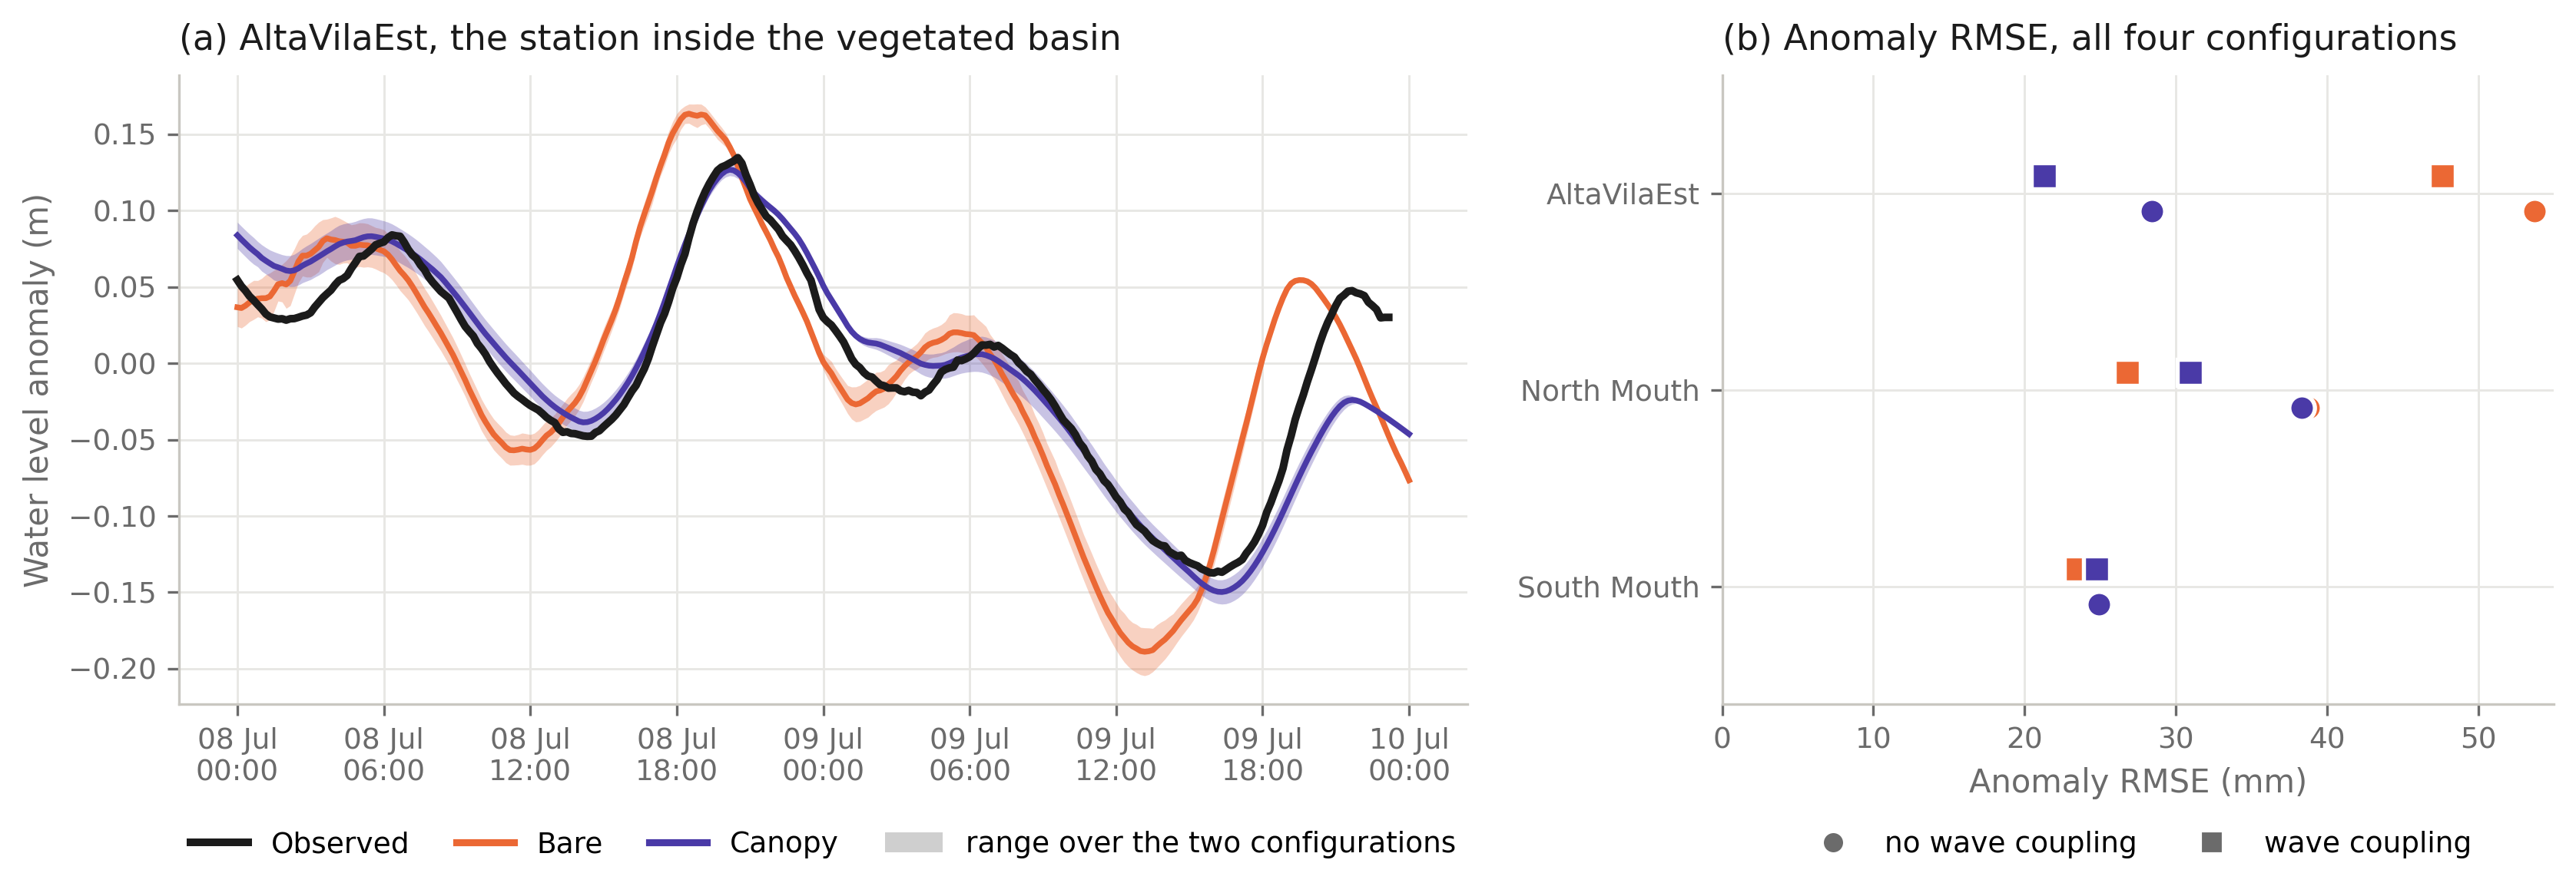 (a) AltaVilaEst, the station inside the vegetated basin
Water level anomaly (m)
0.15
0.10
0.05
0.00
−0.05
−0.10
−0.15
−0.20
08 Jul 00:00
08 Jul 06:00
08 Jul 12:00
08 Jul 18:00
09 Jul 00:00
09 Jul 06:00
09 Jul 12:00
09 Jul 18:00
10 Jul 00:00
Observed
Bare
Canopy
range over the two configurations
(b) Anomaly RMSE, all four configurations
AltaVilaEst
North Mouth
South Mouth
0
10
20
30
40
50
Anomaly RMSE (mm)
no wave coupling
wave coupling